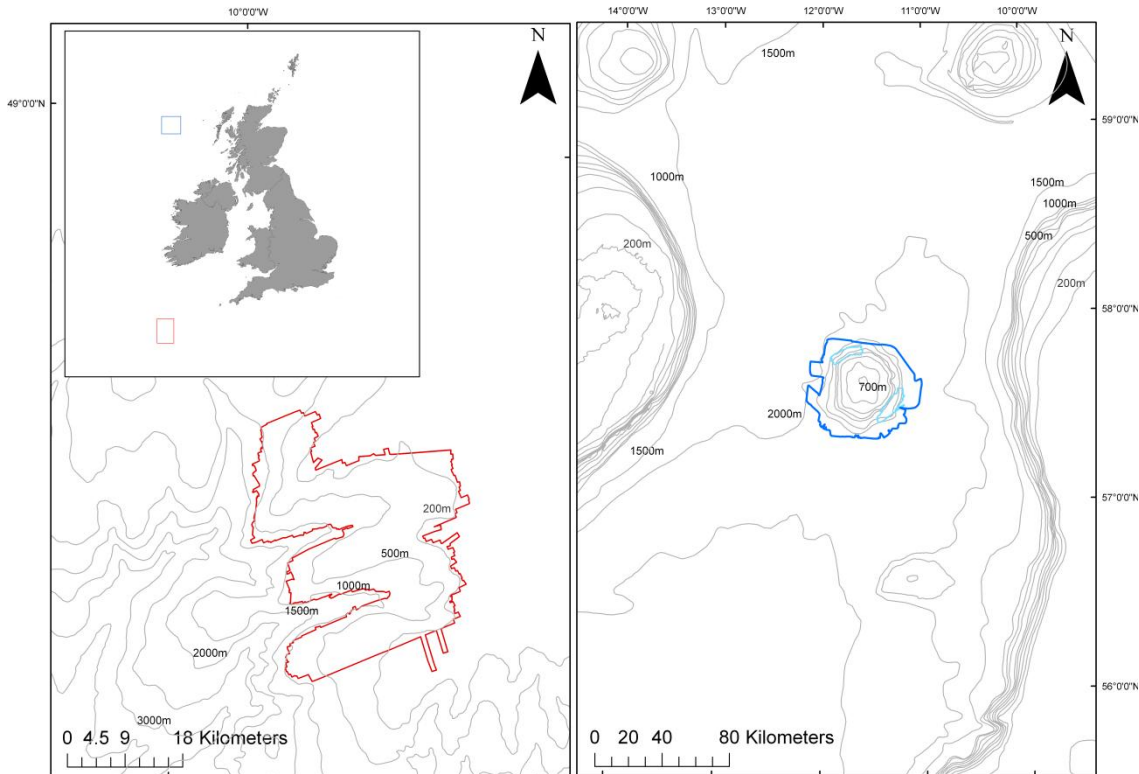 10°0'0"W
N
49°0'0"N
200m
500m
1000m
1500m
2000m
3000m
0 4.5 9 18 Kilometers
14°0'0"W 13°0'0"W 12°0'0"W 11°0'0"W 10°0'0"W
1500m
N
59°0'0"N
1000m
1500m
1000m
500m
200m
200m
58°0'0"N
700m
2000m
1500m
57°0'0"N
56°0'0"N
0 20 40 80 Kilometers